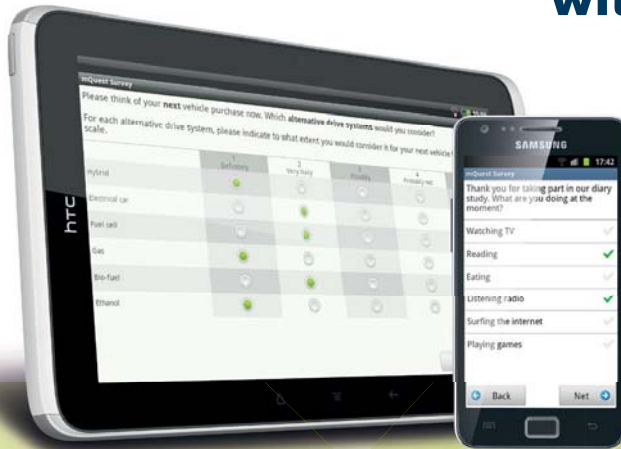 wit
mQuest Survey
Please think of your next vehicle purchase now. Which alternative drive systems would you consider?
For each alternative drive system, please indicate to what extent you would consider it for your next vehicle
scale.
1 2 3 4
Definitely Very likely Possibly Probably not
Hybrid
Electrical car
Fuel cell
Gas
Bio-fuel
Ethanol
hTC
SAMSUNG
17:42
mQuest Survey
Thank you for taking part in our diary
study. What are you doing at the
moment?
Watching TV
Reading
Eating
Listening radio
Surfing the internet
Playing games
Back Net